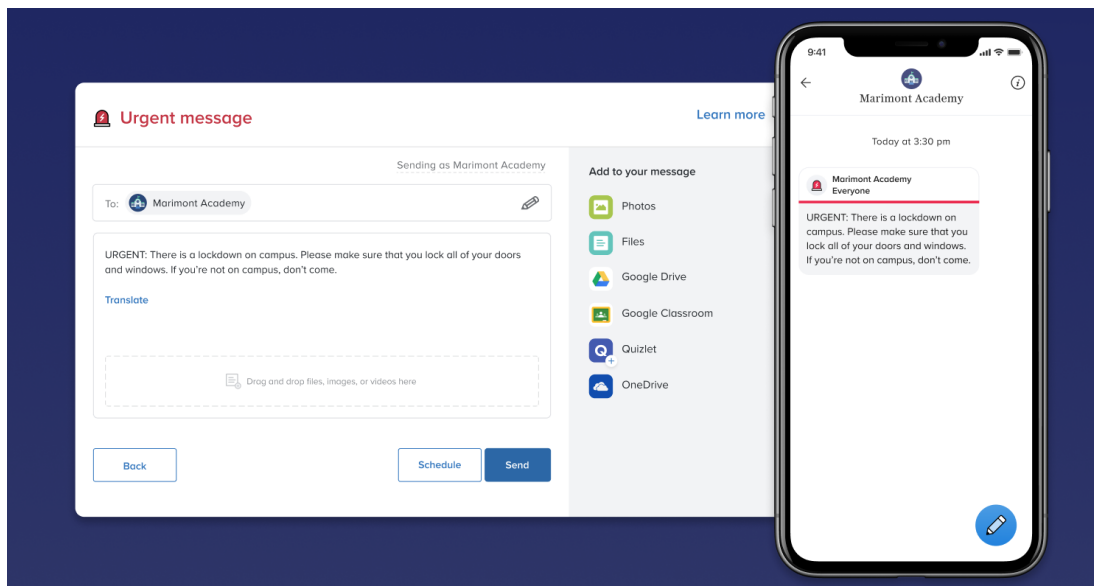 Urgent message
Learn more
Sending as Marimont Academy
To: Marimont Academy
URGENT: There is a lockdown on campus. Please make sure that you lock all of your doors
and windows. If you're not on campus, don't come.
Translate
Drag and drop files, images, or videos here
Back
Schedule
Send
Add to your message
Photos
Files
Google Drive
Google Classroom
Q
Quizlet
OneDrive
9:41
Marimont Academy
Today at 3:30 pm
Marimont Academy
Everyone
URGENT: There is a lockdown on
campus. Please make sure that you
lock all of your doors and windows.
If you're not on campus, don't come.